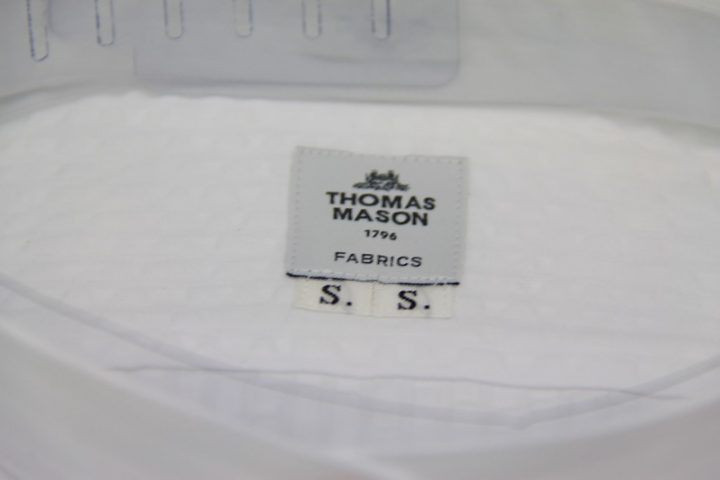 THOMAS
MASON
1796
FABRICS
S. S.